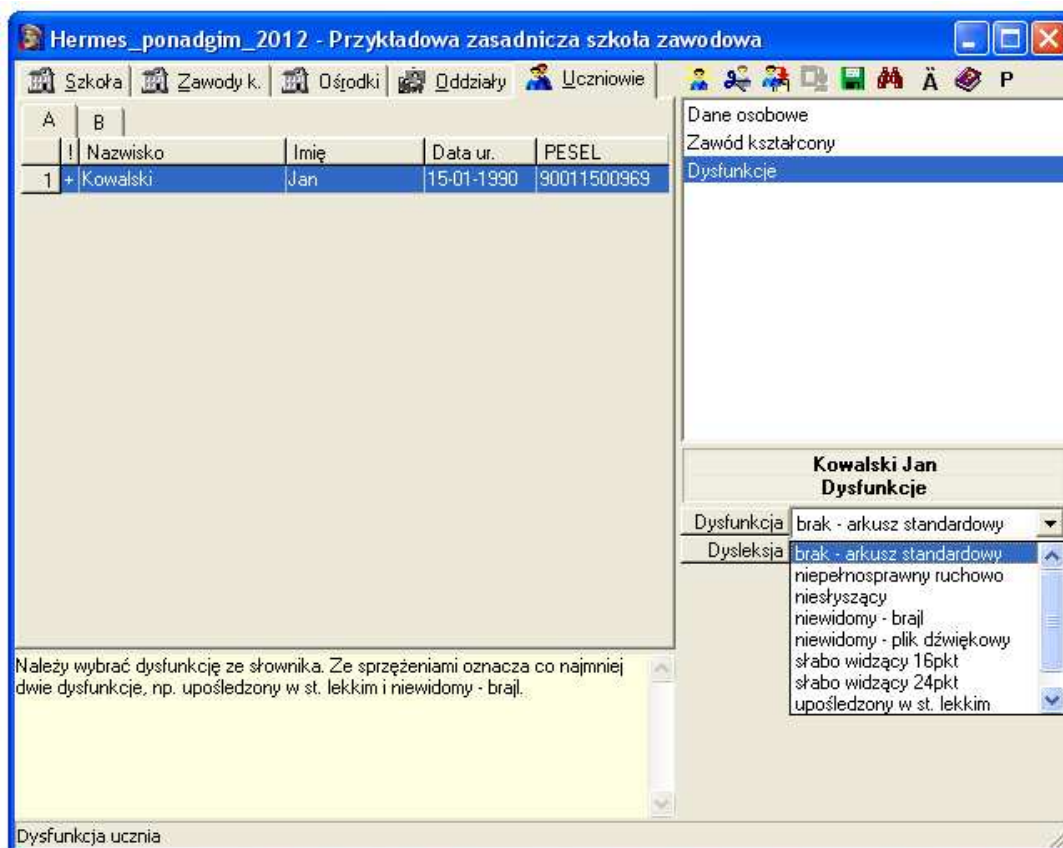 Hermes_ponadgim_2012 - Przykładowa zasadnicza szkoła zawodowa
Szkoła Zawody k. Ośrodki Oddziały Uczniowie Ä P
A B
! Nazwisko Imię Data ur. PESEL
1 + Kowalski Jan 15-01-1990 90011500969
Dane osobowe
Zawód kształcony
Dysfunkcje
Kowalski Jan
Dysfunkcje
Dysfunkcja brak - arkusz standardowy
Dysleksja brak - arkusz standardowy
niepełnosprawny ruchowo
niesłyszący
niewidomy - brajl
niewidomy - plik dźwiękowy
słabo widzący 16pkt
słabo widzący 24pkt
upośledzony w st. lekkim
Należy wybrać dysfunkcję ze słownika. Ze sprzężeniami oznacza co najmniej
dwie dysfunkcje, np. upośledzony w st. lekkim i niewidomy - brajl.
Dysfunkcja ucznia